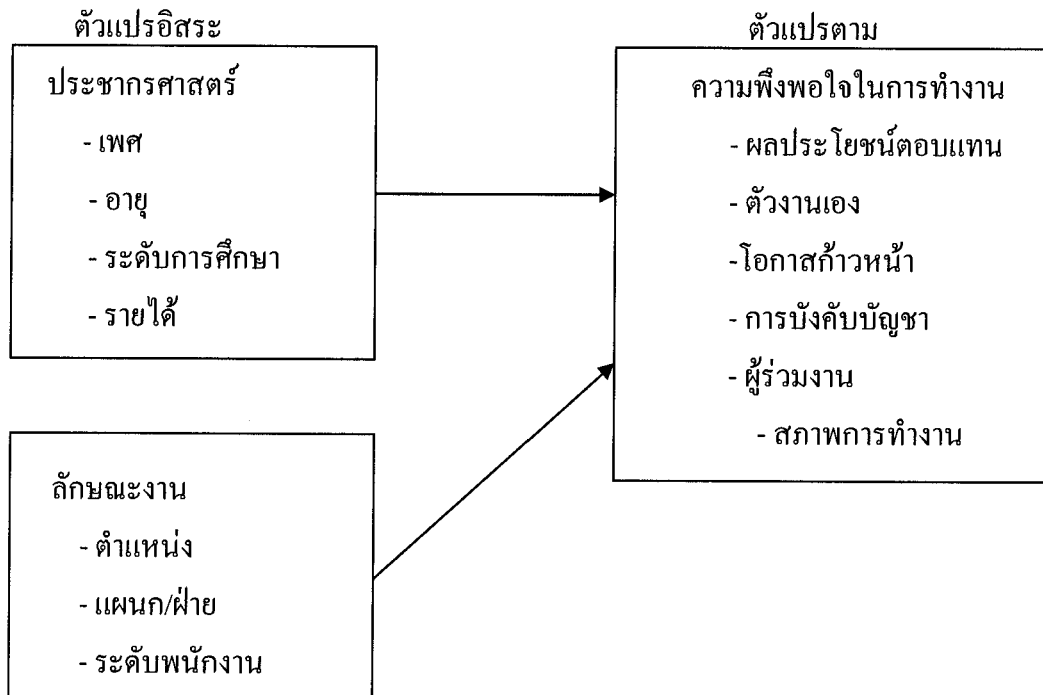 ตัวแปรอิสระ
ประชากรศาสตร์
- เพศ
- อายุ
- ระดับการศึกษา
- รายได้
ลักษณะงาน
- ตำแหน่ง
- แผนก/ฝ่าย
- ระดับพนักงาน
ตัวแปรตาม
ความพึงพอใจในการทำงาน
- ผลประโยชน์ตอบแทน
- ตัวงานเอง
-โอกาสก้าวหน้า
- การบังคับบัญชา
- ผู้ร่วมงาน
- สภาพการทำงาน